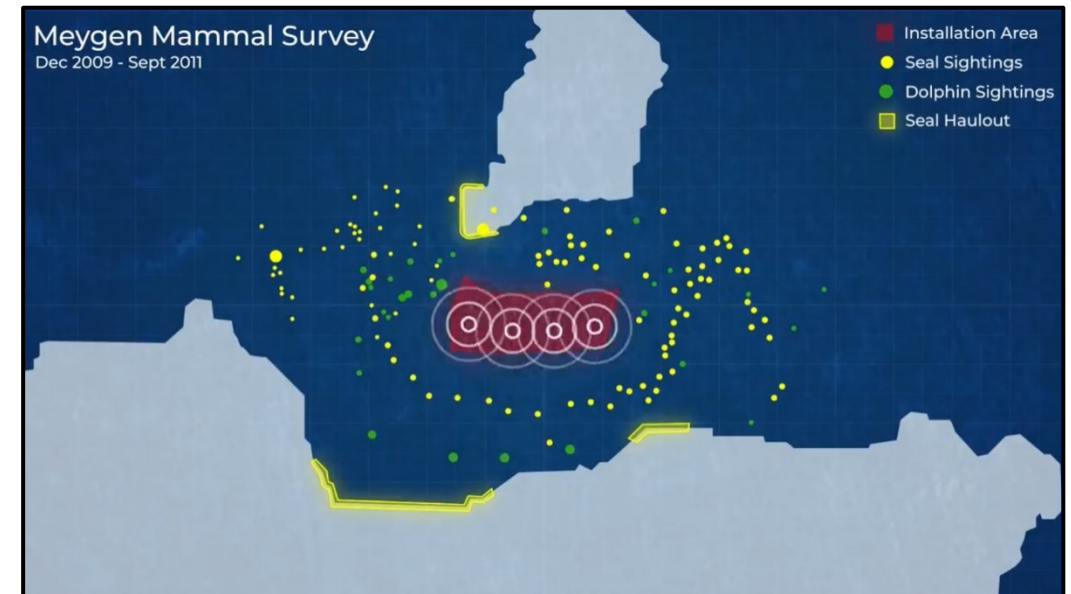 Meygen Mammal Survey
Dec 2009 - Sept 2011
Installation Area
Seal Sightings
Dolphin Sightings
Seal Haulout